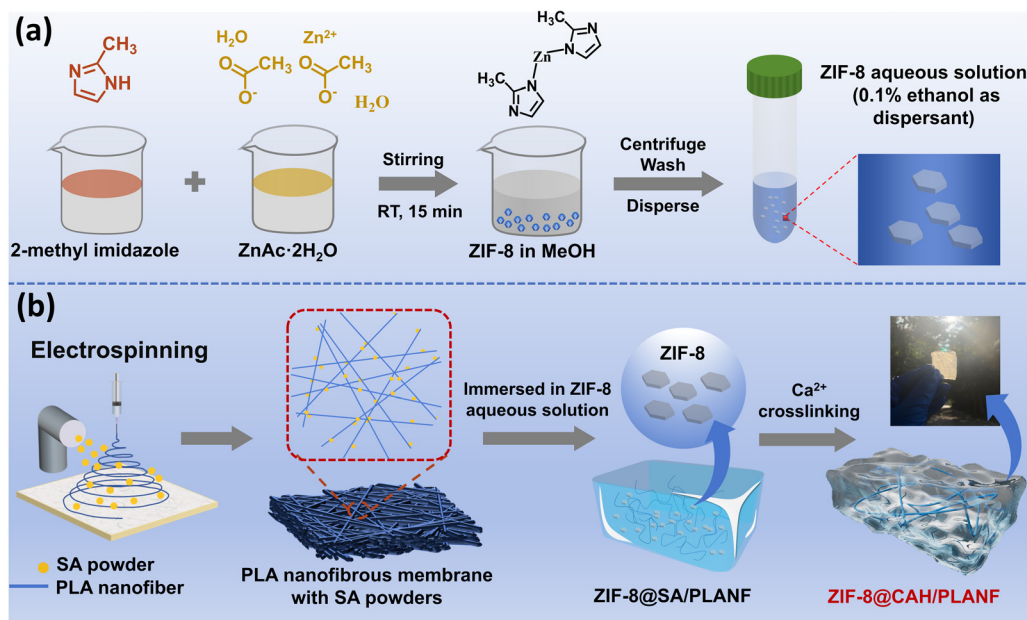 (a)
CH₃
N
NH
H₂O
Zn²⁺
O
CH₃
O⁻
O
CH₃
O⁻
H₂O
H₃C
N
N
Zn
H₃C
N
N
2-methyl imidazole
+
ZnAc·2H₂O
Stirring
RT, 15 min
ZIF-8 in MeOH
Centrifuge
Wash
Disperse
ZIF-8 aqueous solution
(0.1% ethanol as
dispersant)
(b)
Electrospinning
SA powder
PLA nanofiber
PLA nanofibrous membrane
with SA powders
Immersed in ZIF-8
aqueous solution
ZIF-8
ZIF-8@SA/PLANF
Ca²⁺
crosslinking
ZIF-8@CAH/PLANF